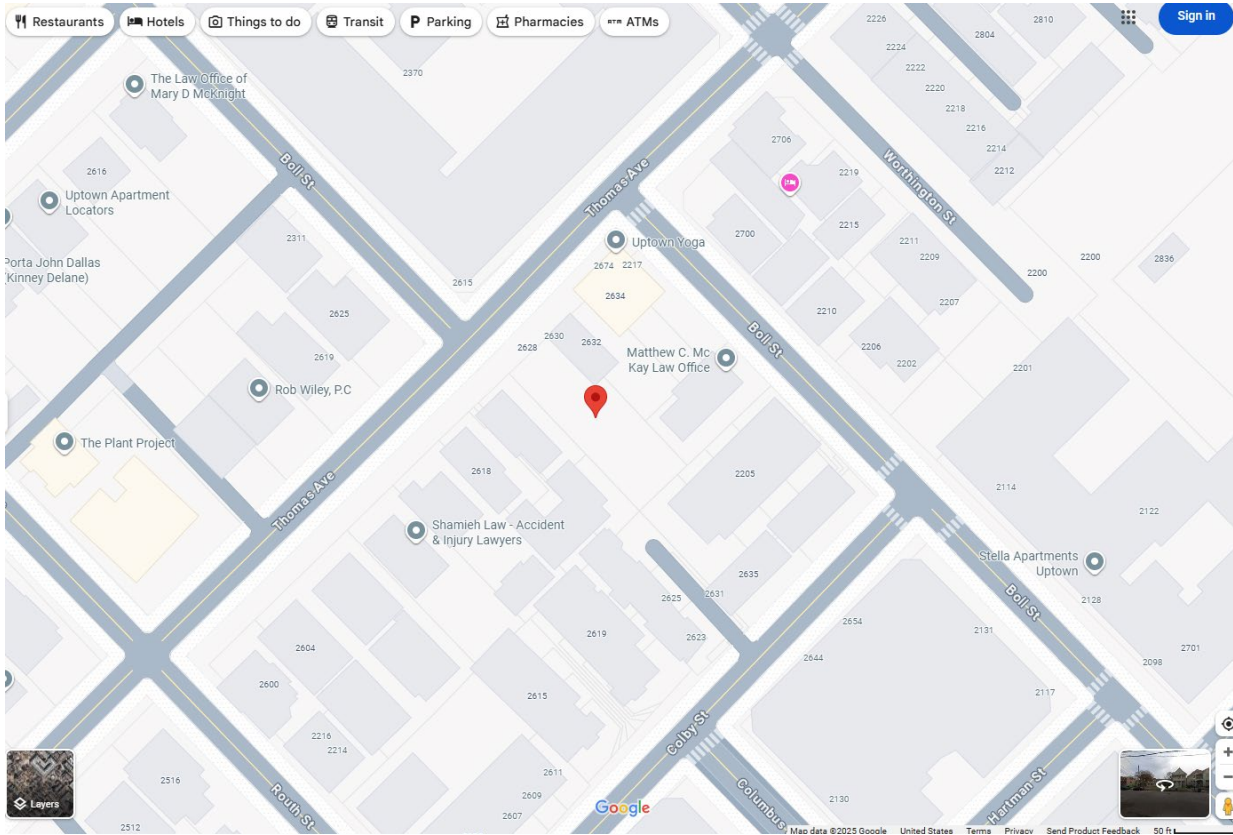 Restaurants
Hotels
Things to do
Transit
Parking
Pharmacies
ATMs
Sign in
2226
2810
2804
2224
2222
2370
The Law Office of
Mary D McKnight
2220
2218
2216
2706
2214
Boll St
Worthington St
2616
Thomas Ave
2219
2212
Uptown Apartment
Locators
2215
2700
2311
Uptown Yoga
2211
2209
2200
2200
2836
Porta John Dallas
(Kinney Delane)
2674
2217
2615
2634
2207
2625
2210
2630
2632
2628
Boll St
2619
Matthew C. Mc
Kay Law Office
2206
2202
2201
Rob Wiley, P.C
The Plant Project
2618
2205
Thomas Ave
2114
2122
Shamieh Law - Accident
& Injury Lawyers
Stella Apartments
Uptown
2635
2631
2625
Boll St
2128
2654
2131
2619
2623
2604
2644
2098
2701
2600
2615
2117
2216
2214
Colby St
2516
2611
2609
2607
Routh St
Columbus
2130
Hartman St
2512
Layers
Google
Map data ©2025 Google
United States
Terms
Privacy
Send Product Feedback
50 ft